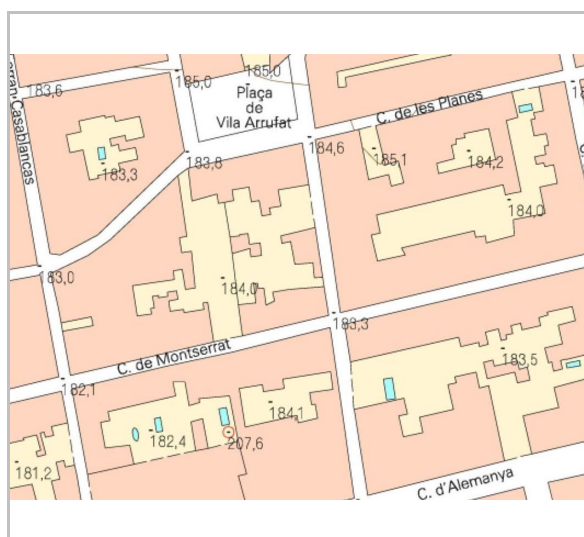 183,6
185,0
185,0
Plaça
de
Vila Arrufat
C. de les Planes
Casablancas
183,3
183,8
184,6
185,1
184,2
184,0
183,0
184,0
183,3
C. de Montserrat
183,5
182,1
184,1
182,4
207,6
181,2
C. d'Alemanya